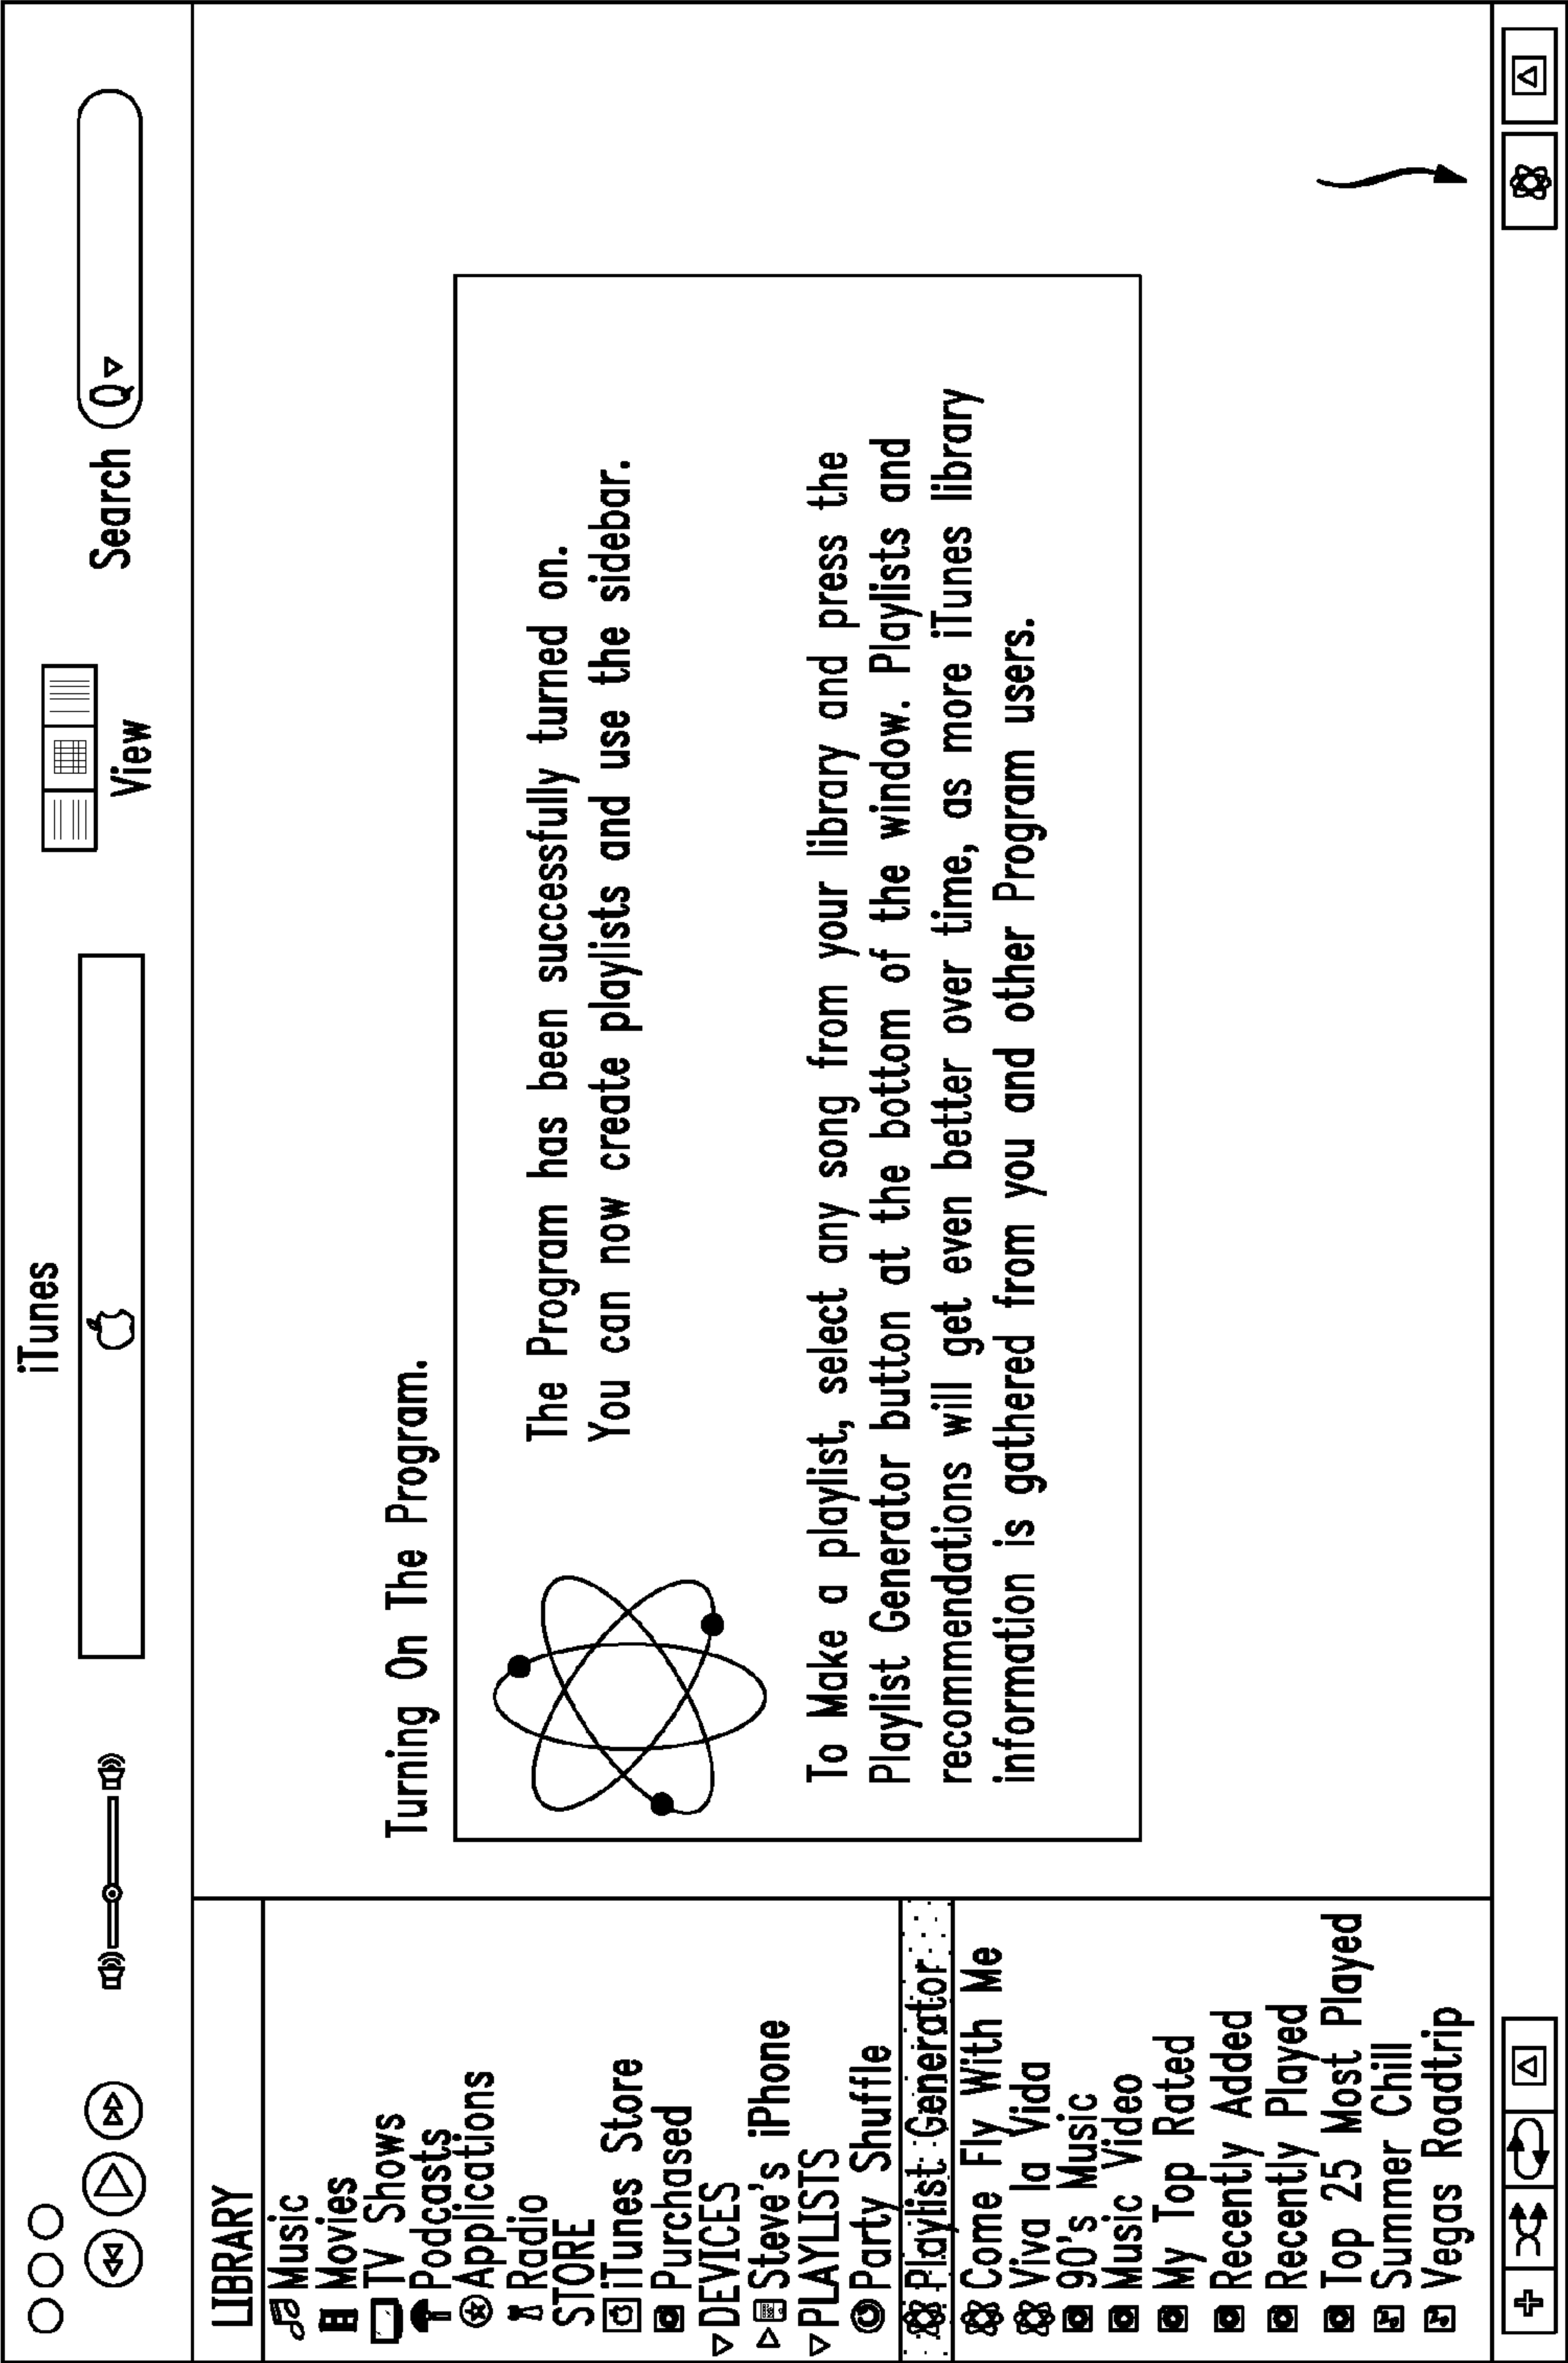 iTunes
View
Search
LIBRARY
Music
Movies
TV Shows
Podcasts
Applications
Radio
STORE
iTunes Store
Purchased
DEVICES
Steve's iPhone
PLAYLISTS
Party Shuffle
Playlist Generator
Come Fly With Me
Viva la Vida
90's Music
Music Video
My Top Rated
Recently Added
Recently Played
Top 25 Most Played
Summer Chill
Vegas Roadtrip
Turning On The Program.
The Program has been successfully turned on.
You can now create playlists and use the sidebar.
To Make a playlist, select any song from your library and press the
Playlist Generator button at the bottom of the window. Playlists and
recommendations will get even better over time, as more iTunes library
information is gathered from you and other Program users.